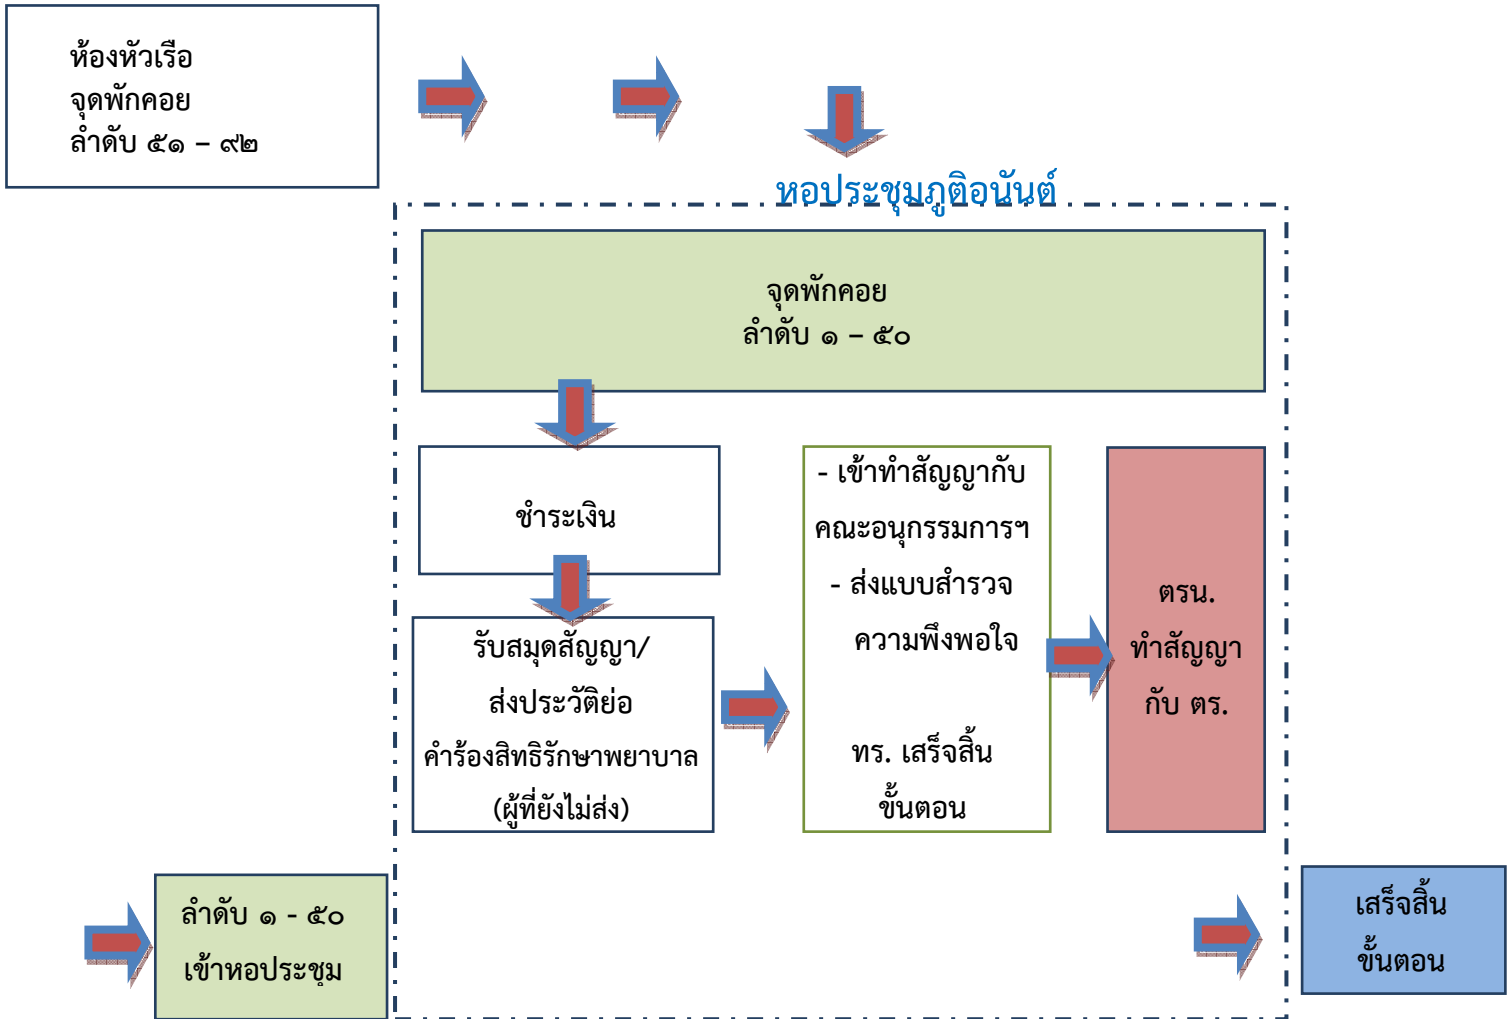 ห้องหัวเรือ
จุดพักคอย
ลำดับ ๕๑ – ๙๒
หอประชุมภูติอนันต์
จุดพักคอย
ลำดับ ๑ – ๕๐
ชำระเงิน
รับสมุดสัญญา/
ส่งประวัติย่อ
คำร้องสิทธิรักษาพยาบาล
(ผู้ที่ยังไม่ส่ง)
- เข้าทำสัญญากับ
คณะอนุกรรมการฯ
- ส่งแบบสำรวจ
ความพึงพอใจ
ทร. เสร็จสิ้น
ขั้นตอน
ตรน.
ทำสัญญา
กับ ตร.
ลำดับ ๑ - ๕๐
เข้าหอประชุม
เสร็จสิ้น
ขั้นตอน